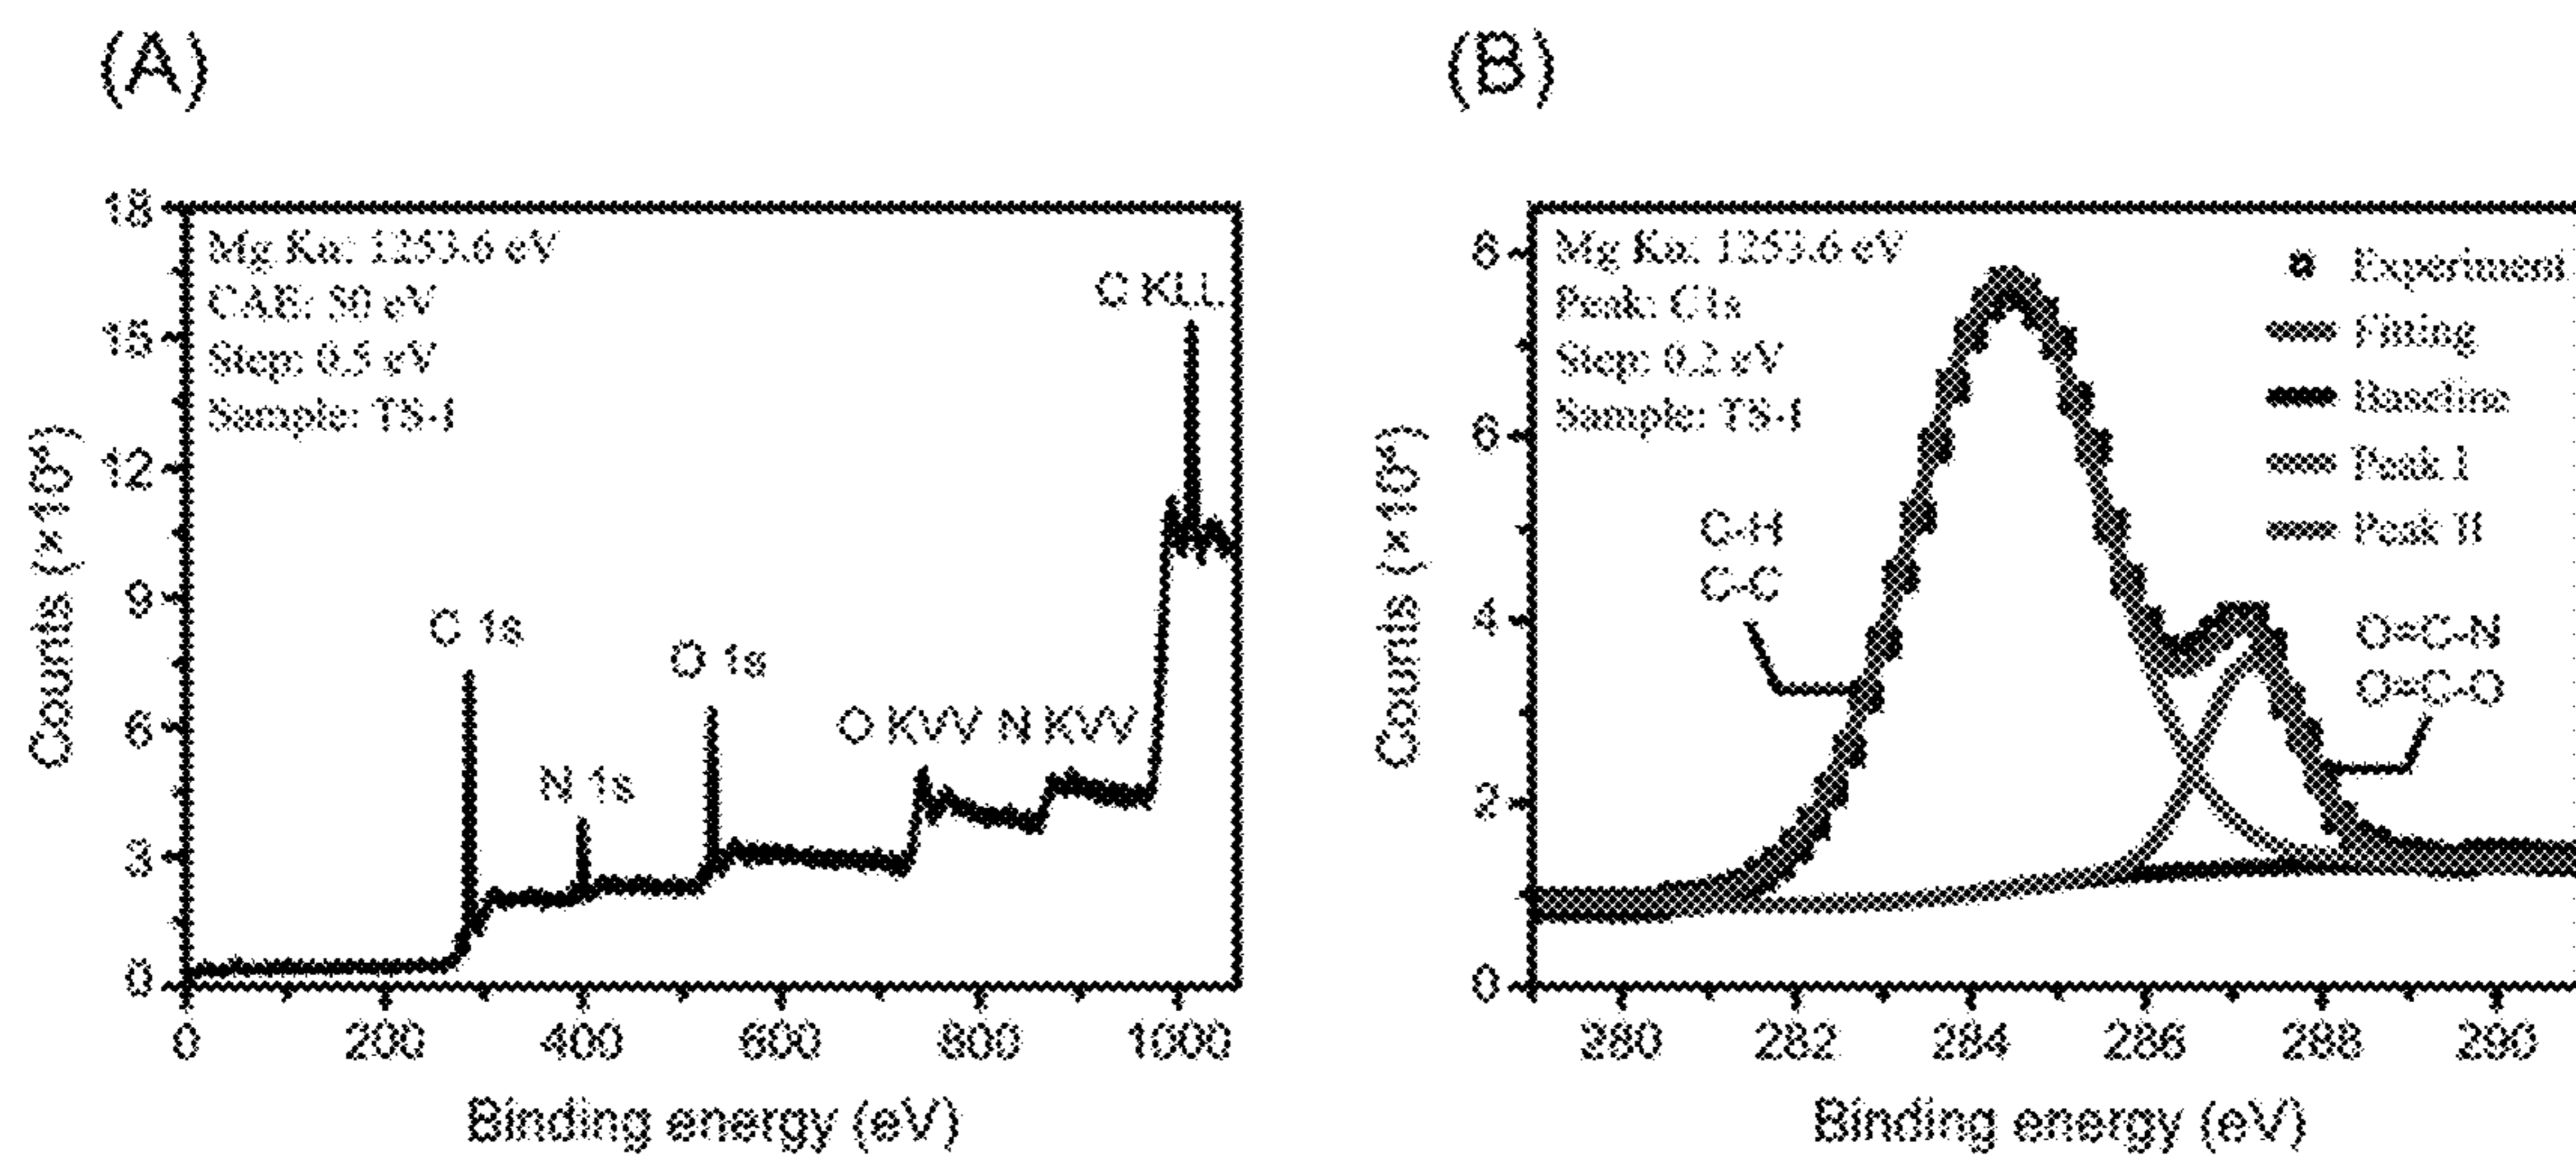 (A)
18
15
12
9
6
3
0
Counts (×10⁴)
Mg Kα: 1253.6 eV
CAE: 50 eV
Step: 0.5 eV
Sample: TS-I
C 1s
N 1s
O 1s
O KVV N KVV
C KLL
0 200 400 600 800 1000
Binding energy (eV)
(B)
8
6
4
2
0
Counts (×10⁴)
Mg Kα: 1253.6 eV
Peak: C1s
Step: 0.2 eV
Sample: TS-I
Experiment
Fitting
Baseline
Peak I
Peak II
C-H
C-C
O=C-N
O=C-O
280 282 284 286 288 290
Binding energy (eV)